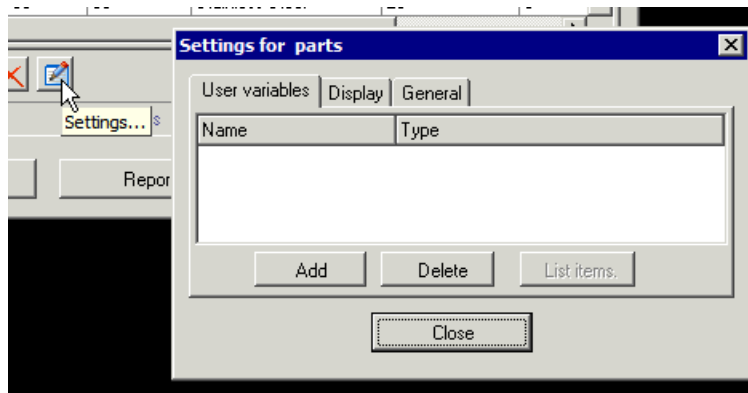 Settings for parts
User variables
Display
General
Settings...
s
Name
Type
Repor
Add
Delete
List items.
Close